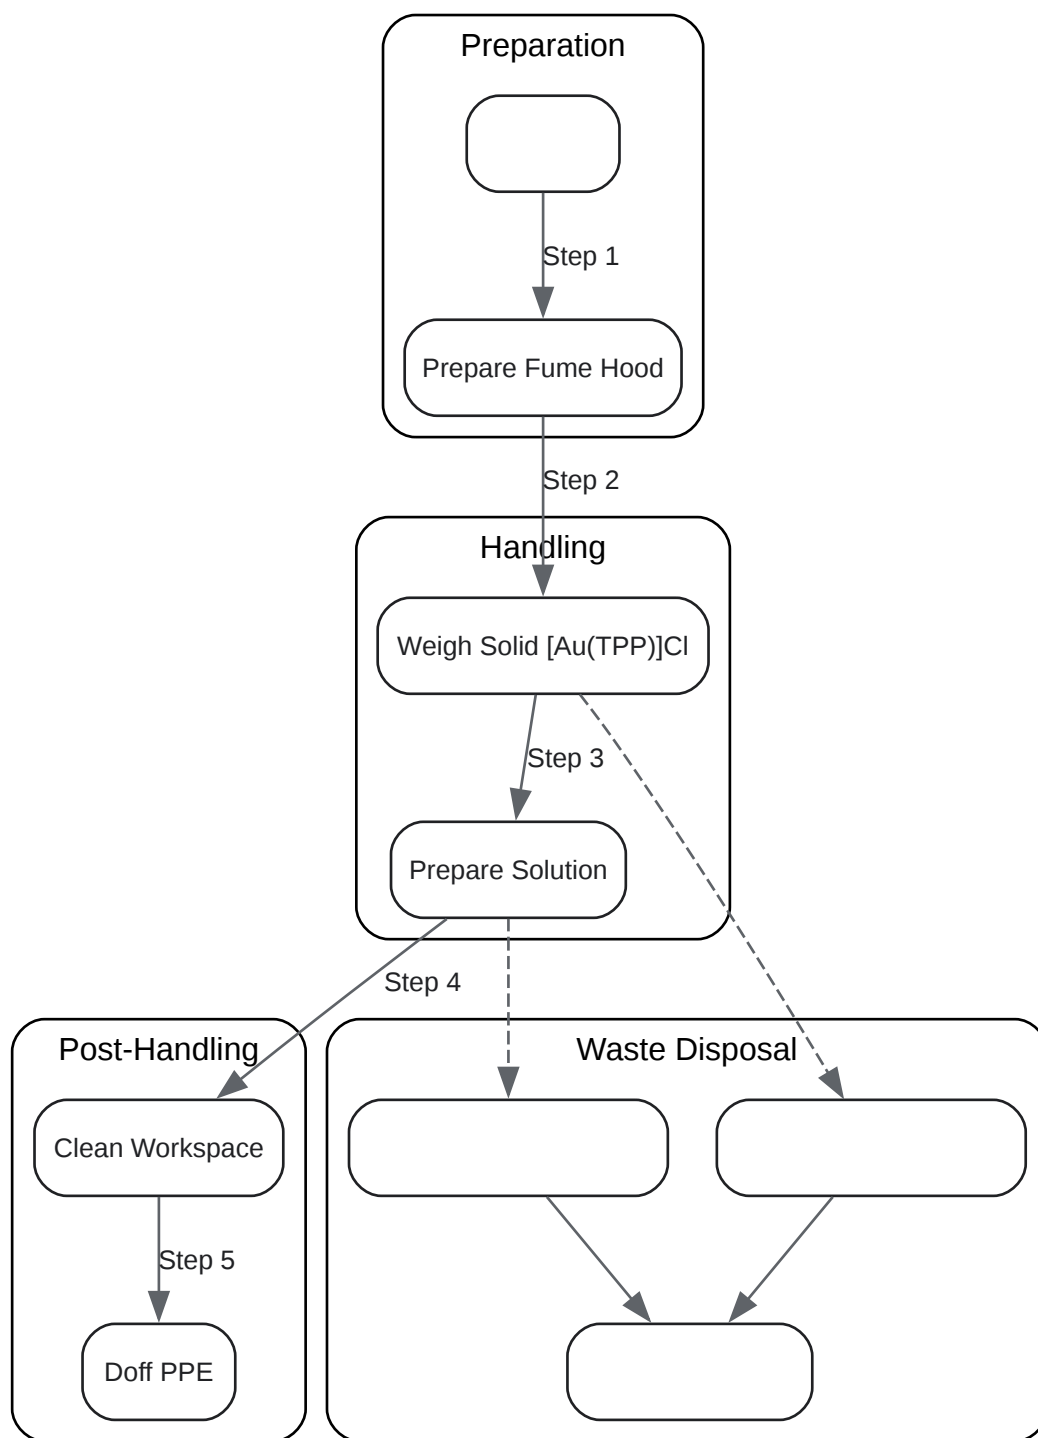 Preparation
Step 1
Prepare Fume Hood
Step 2
Handling
Weigh Solid [Au(TPP)]Cl
Step 3
Prepare Solution
Step 4
Post-Handling
Waste Disposal
Clean Workspace
Step 5
Doff PPE